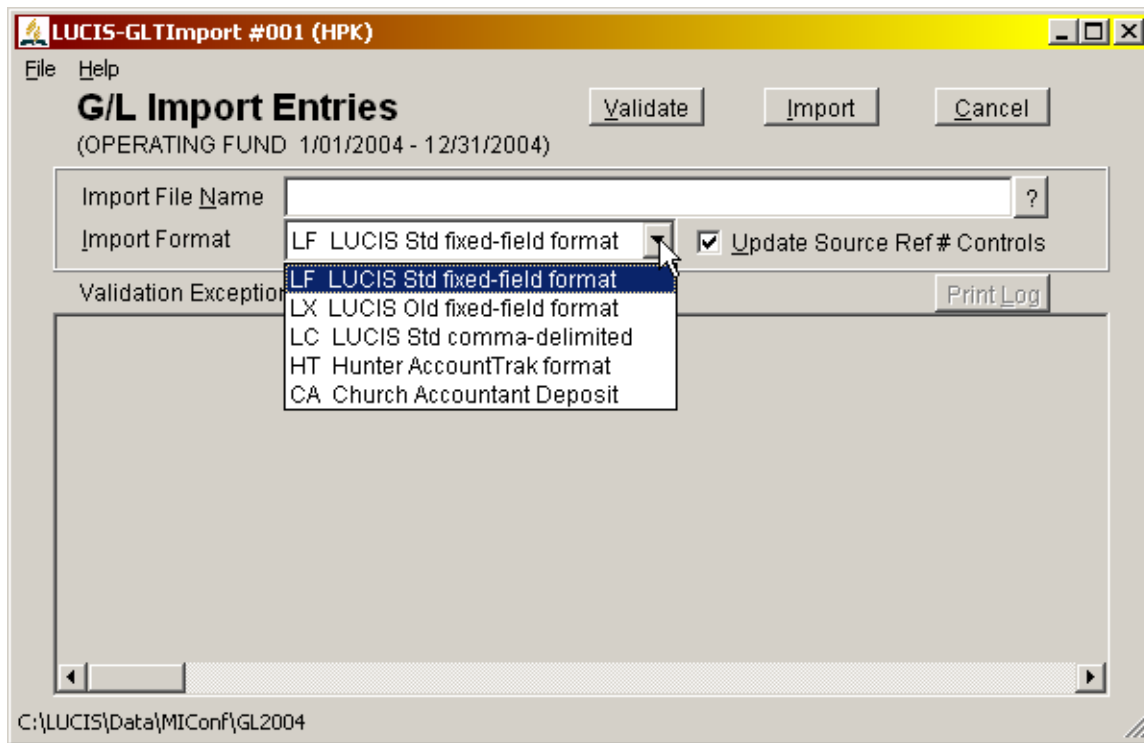 LUCIS-GLTImport #001 (HPK)
File Help
G/L Import Entries Validate Import Cancel
(OPERATING FUND 1/01/2004 - 12/31/2004)
Import File Name ?
Import Format LF LUCIS Std fixed-field format Update Source Ref# Controls
LF LUCIS Std fixed-field format
Validation Exception Print Log
LX LUCIS Old fixed-field format
LC LUCIS Std comma-delimited
HT Hunter AccountTrak format
CA Church Accountant Deposit
C:\LUCIS\Data\MIConf\GL2004